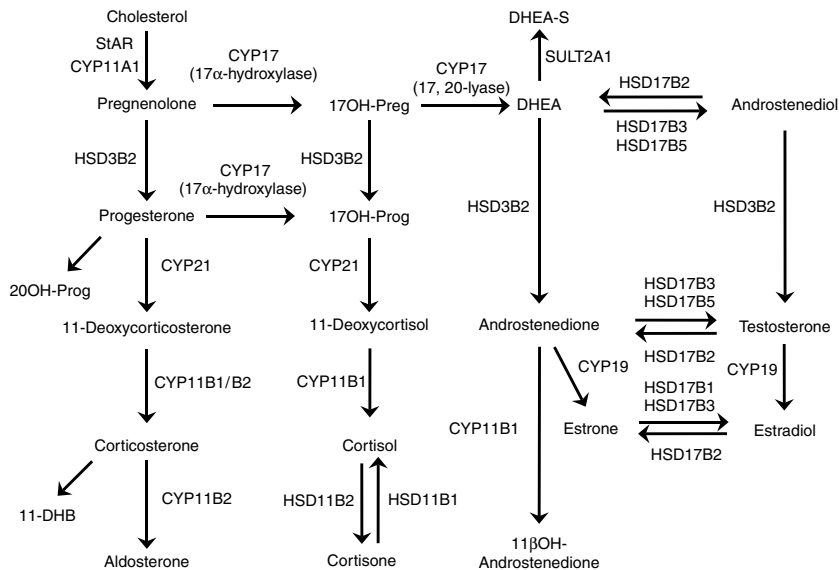 Cholesterol
DHEA-S
StAR
CYP11A1
CYP17
(17α-hydroxylase)
CYP17
(17, 20-lyase)
SULT2A1
HSD17B2
Pregnenolone
17OH-Preg
DHEA
Androstenediol
HSD17B3
HSD17B5
HSD3B2
CYP17
(17α-hydroxylase)
HSD3B2
HSD3B2
HSD3B2
Progesterone
17OH-Prog
CYP21
CYP21
20OH-Prog
HSD17B3
HSD17B5
11-Deoxycorticosterone
11-Deoxycortisol
Androstenedione
Testosterone
HSD17B2
CYP19
CYP19
CYP11B1/B2
CYP11B1
HSD17B1
HSD17B3
CYP11B1
Estrone
Estradiol
Corticosterone
Cortisol
HSD17B2
CYP11B2
HSD11B2
HSD11B1
11-DHB
Aldosterone
Cortisone
11βOH-
Androstenedione